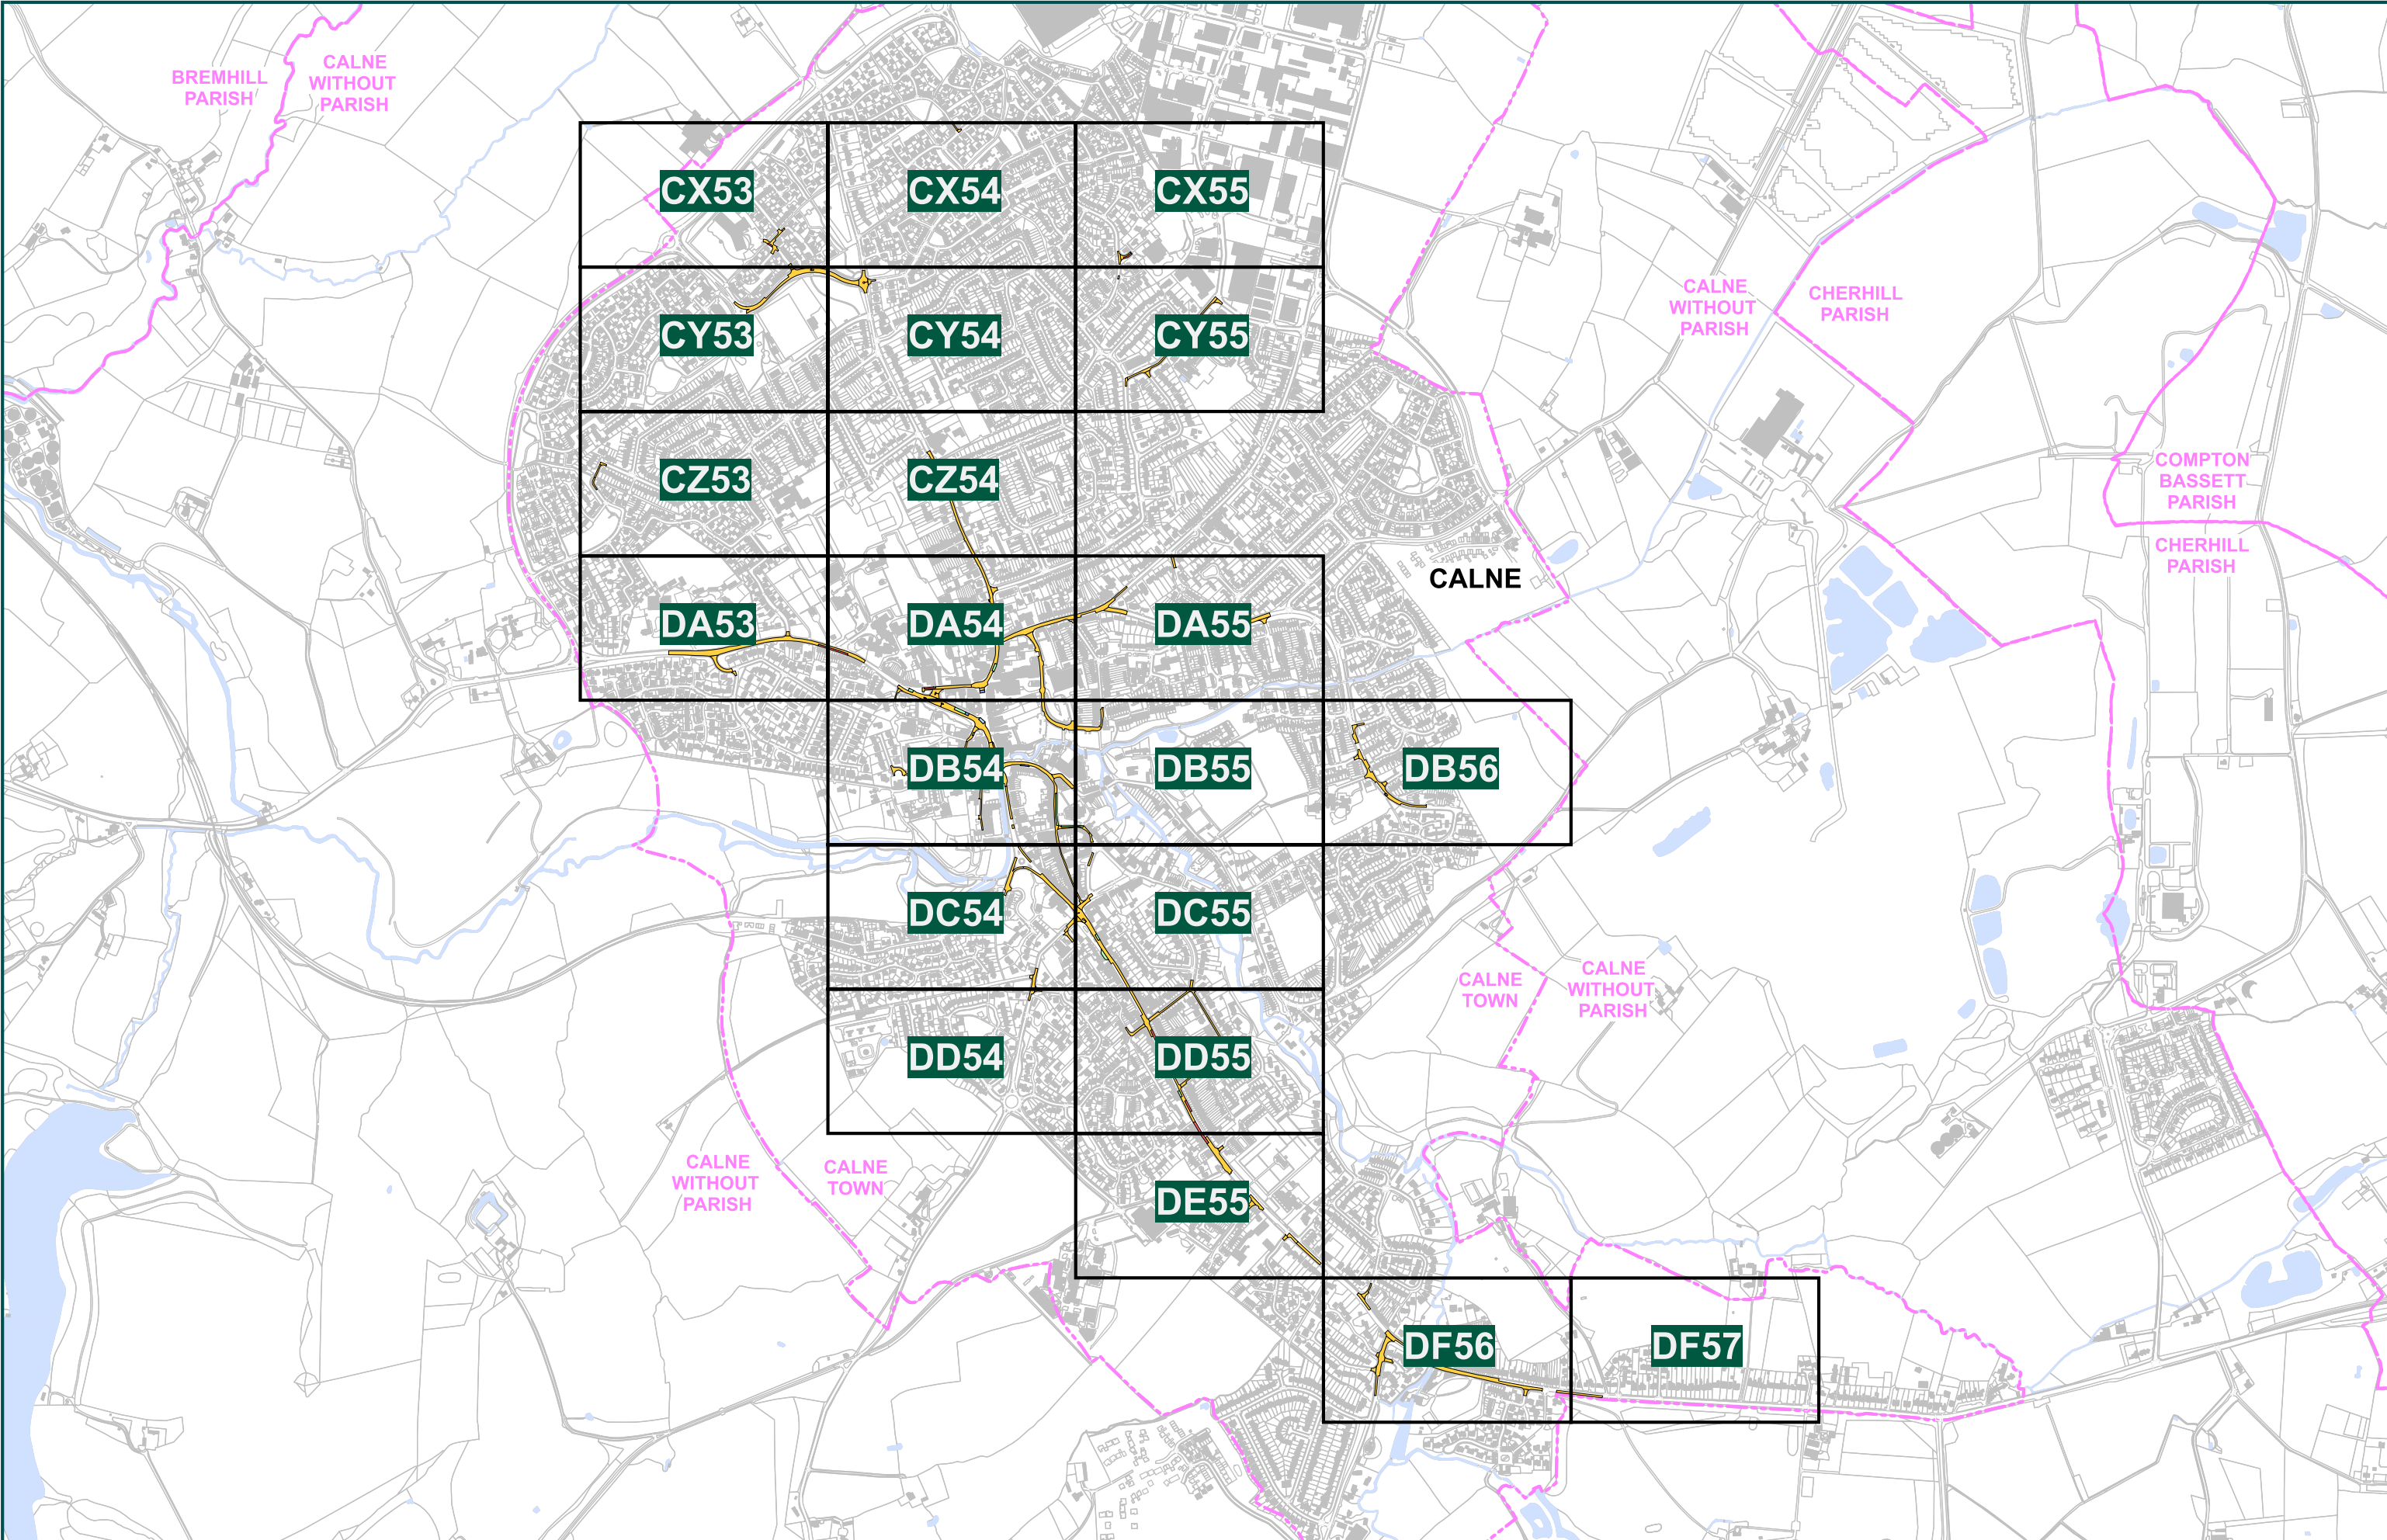 BREMHILL
PARISH
CALNE
WITHOUT
PARISH
CX53
CX54
CX55
CALNE
WITHOUT
PARISH
CHERHILL
PARISH
CY53
CY54
CY55
COMPTON
BASSETT
PARISH
CHERHILL
PARISH
CZ53
CZ54
CALNE
DA53
DA54
DA55
DB54
DB55
DB56
DC54
DC55
CALNE
TOWN
CALNE
WITHOUT
PARISH
DD54
DD55
CALNE
WITHOUT
PARISH
CALNE
TOWN
DE55
DF56
DF57